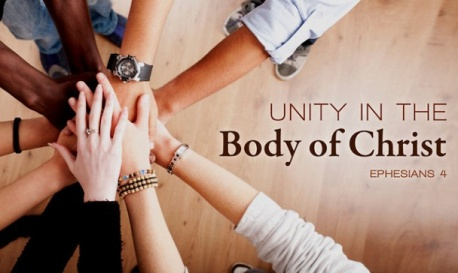 UNITY IN THE
Body of Christ
EPHESIANS 4